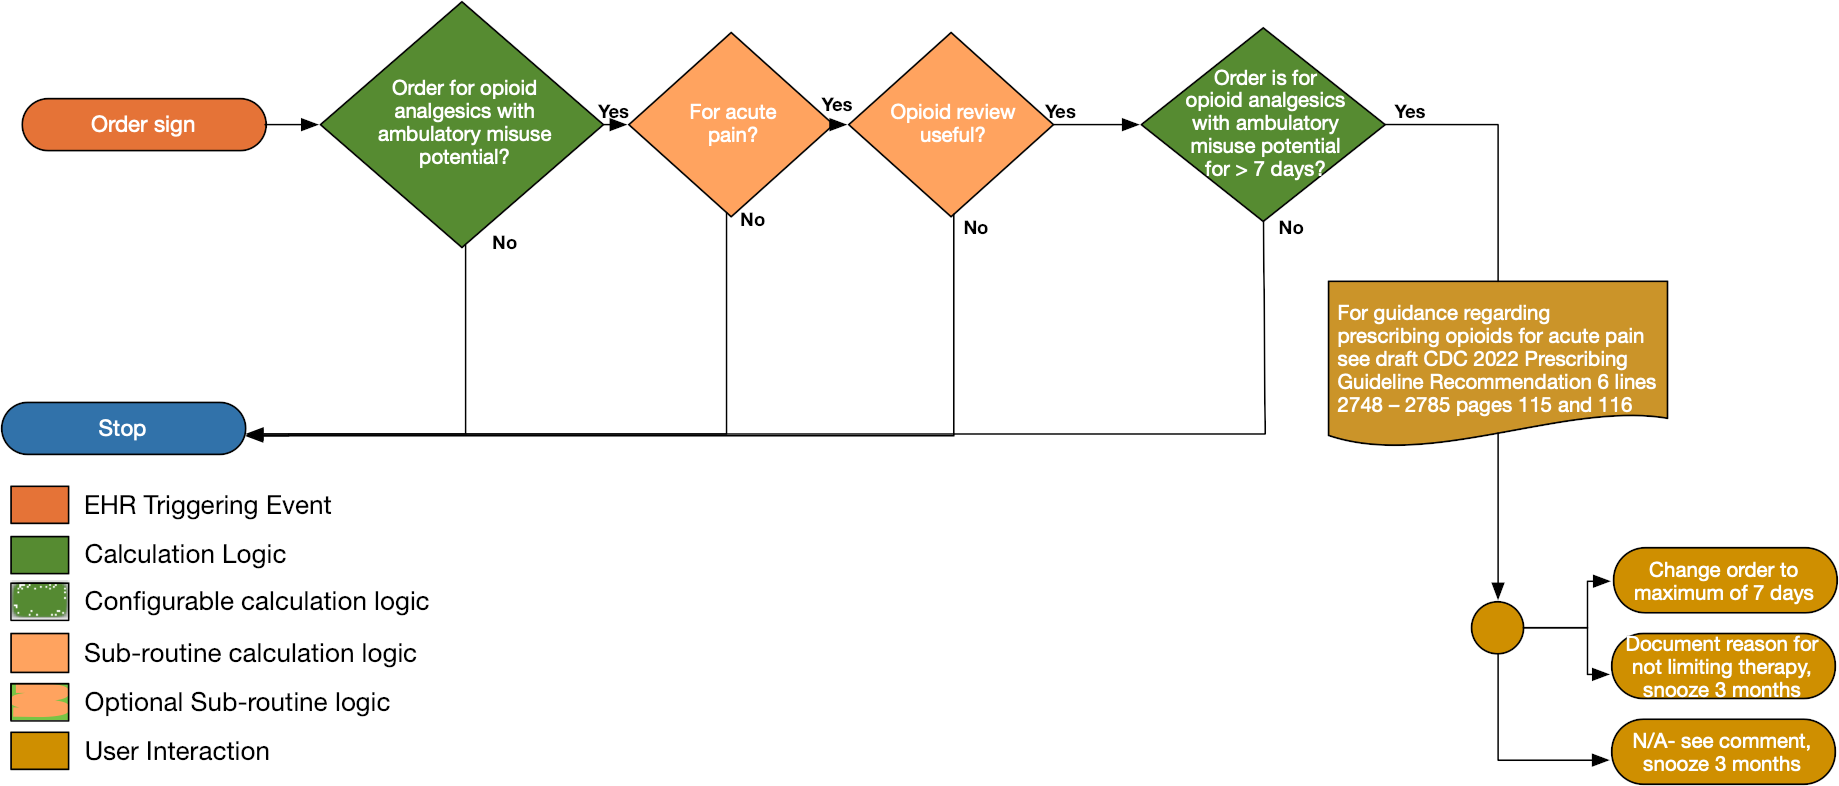 Order sign
Order for opioid
analgesics with
ambulatory misuse
potential?
Yes
No
For acute
pain?
Yes
No
Opioid review
useful?
Yes
No
Order is for
opioid analgesics
with ambulatory
misuse potential
for > 7 days?
Yes
No
For guidance regarding
prescribing opioids for acute pain
see draft CDC 2022 Prescribing
Guideline Recommendation 6 lines
2748 – 2785 pages 115 and 116
Stop
Change order to
maximum of 7 days
Document reason for
not limiting therapy,
snooze 3 months
N/A- see comment,
snooze 3 months
EHR Triggering Event
Calculation Logic
Configurable calculation logic
Sub-routine calculation logic
Optional Sub-routine logic
User Interaction